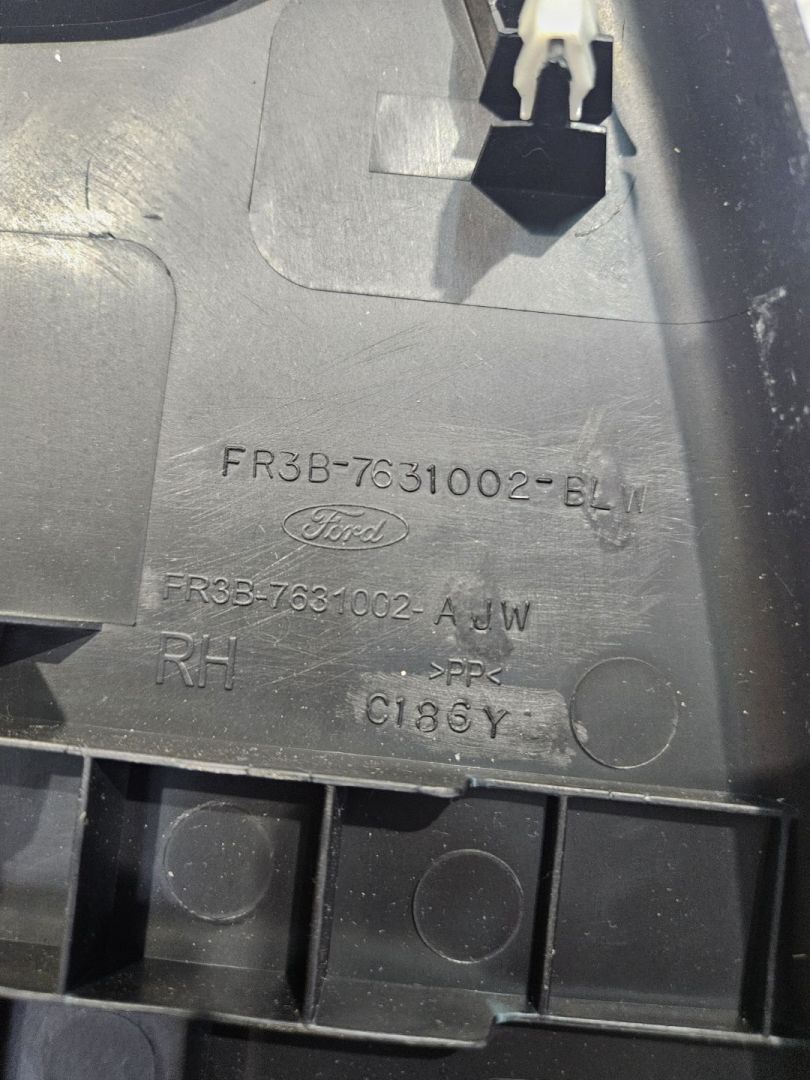 FR3B-7631002-BLW
Ford
FR3B-7631002-AJW
RH
>PP<
C186Y